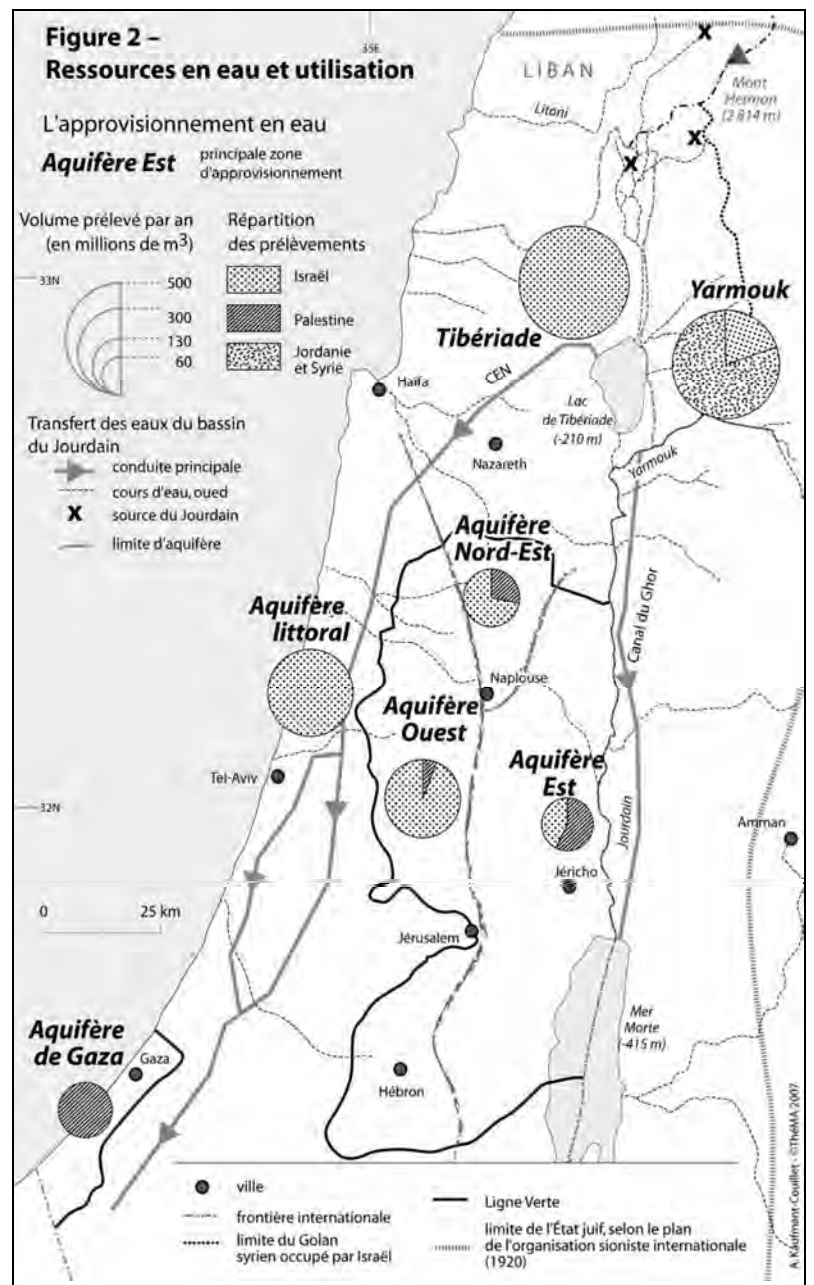 Figure 2 –
Ressources en eau et utilisation
35E
LIBAN
Litani
Mont
Hermon
(2 814 m)
L'approvisionnement en eau
Aquifère Est
principale zone
d'approvisionnement
Volume prélevé par an
(en millions de m³)
500
300
130
60
Répartition
des prélèvements
Israël
Palestine
Jordanie
et Syrie
33N
Transfert des eaux du bassin
du Jourdain
conduite principale
cours d'eau, oued
X source du Jourdain
limite d'aquifère
X
X
X
Tibériade
Yarmouk
CEN
Haïfa
Lac
de Tibériade
(-210 m)
Nazareth
Yarmouk
Aquifère
Nord-Est
Canal du Ghor
Aquifère
littoral
Naplouse
Aquifère
Ouest
Aquifère
Est
Tel-Aviv
32N
Jourdain
Amman
Jéricho
0 25 km
Jérusalem
Mer
Morte
(-415 m)
Aquifère
de Gaza
Gaza
Hébron
ville
frontière internationale
limite du Golan
syrien occupé par Israël
Ligne Verte
limite de l'État juif, selon le plan
de l'organisation sioniste internationale
(1920)
A. Kaufmant-Couillet - ©ThéMA 2007